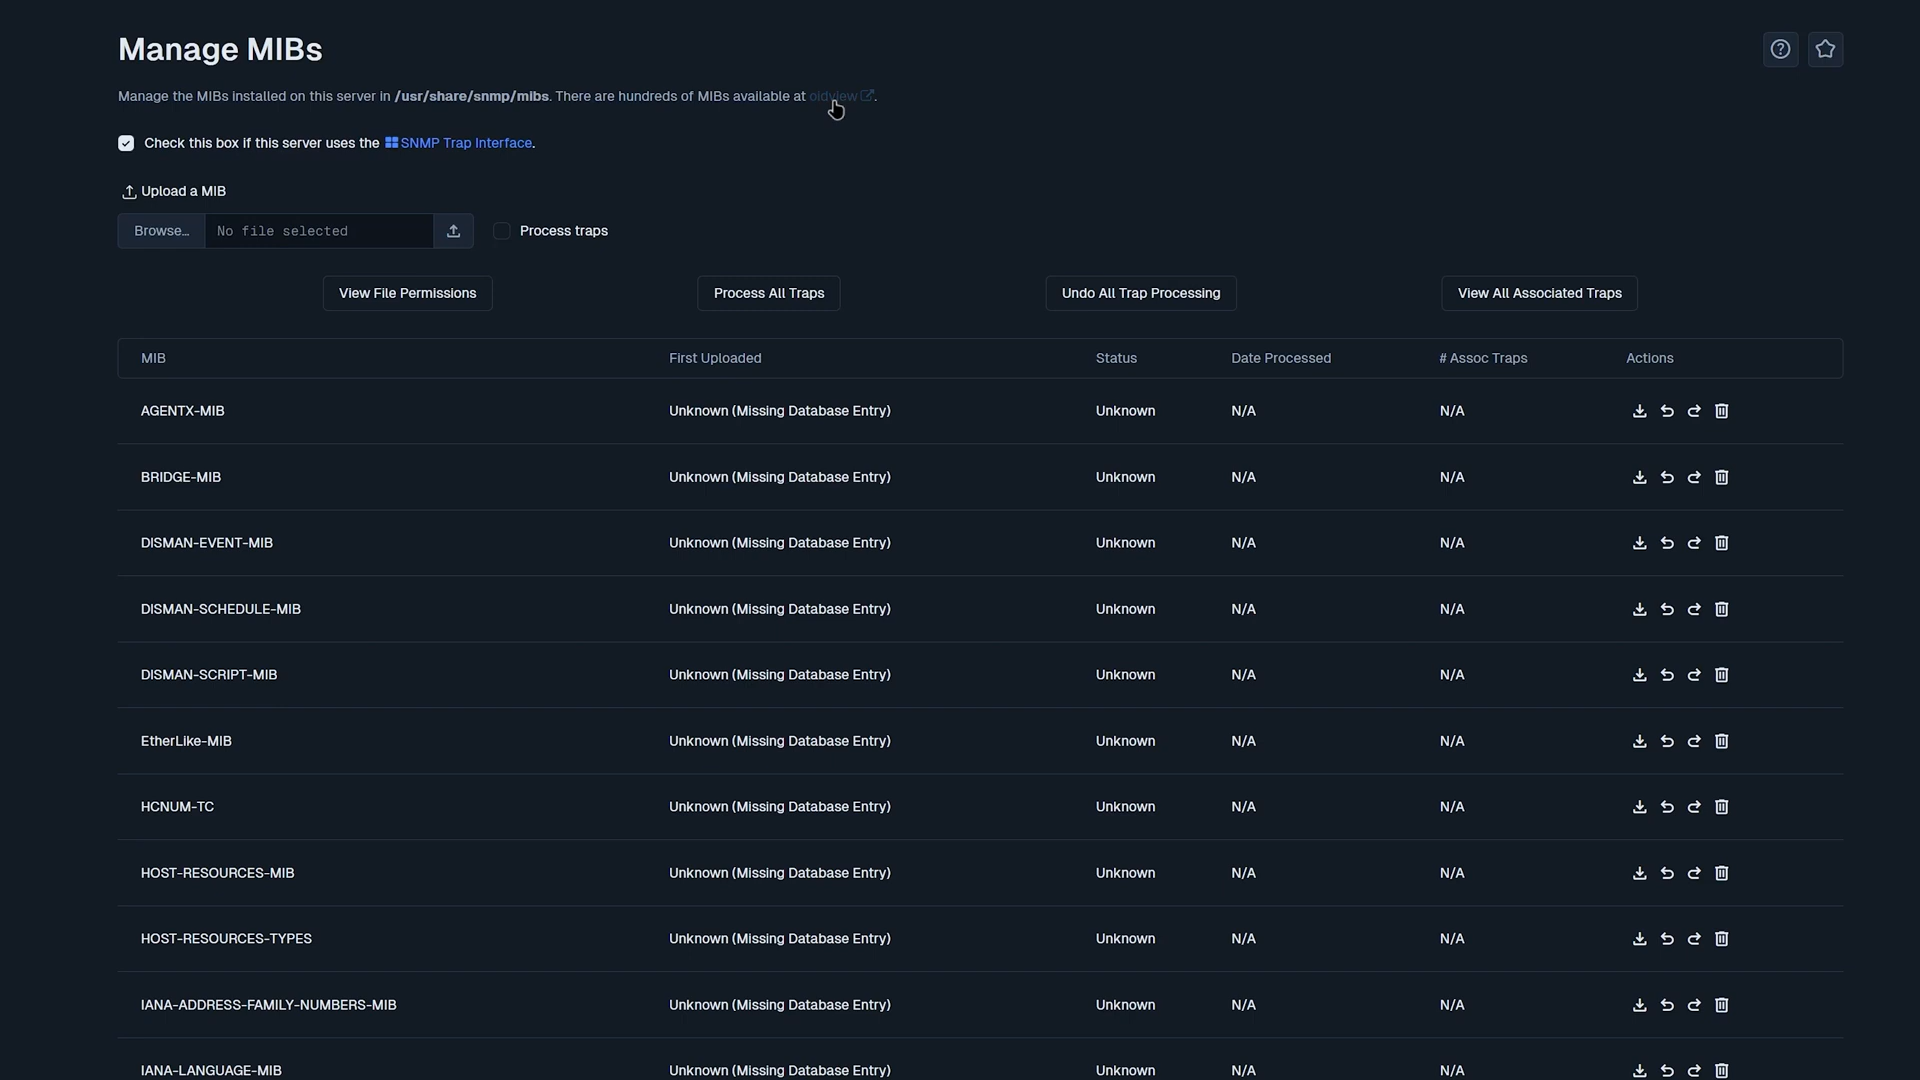 Manage MIBs
Manage the MIBs installed on this server in /usr/share/snmp/mibs. There are hundreds of MIBs available at oidview.
Check this box if this server uses the SNMP Trap Interface.
Upload a MIB
Browse... No file selected Process traps
View File Permissions Process All Traps Undo All Trap Processing View All Associated Traps
MIB First Uploaded Status Date Processed # Assoc Traps Actions
AGENTX-MIB Unknown (Missing Database Entry) Unknown N/A N/A
BRIDGE-MIB Unknown (Missing Database Entry) Unknown N/A N/A
DISMAN-EVENT-MIB Unknown (Missing Database Entry) Unknown N/A N/A
DISMAN-SCHEDULE-MIB Unknown (Missing Database Entry) Unknown N/A N/A
DISMAN-SCRIPT-MIB Unknown (Missing Database Entry) Unknown N/A N/A
EtherLike-MIB Unknown (Missing Database Entry) Unknown N/A N/A
HCNUM-TC Unknown (Missing Database Entry) Unknown N/A N/A
HOST-RESOURCES-MIB Unknown (Missing Database Entry) Unknown N/A N/A
HOST-RESOURCES-TYPES Unknown (Missing Database Entry) Unknown N/A N/A
IANA-ADDRESS-FAMILY-NUMBERS-MIB Unknown (Missing Database Entry) Unknown N/A N/A
IANA-LANGUAGE-MIB Unknown (Missing Database Entry) Unknown N/A N/A